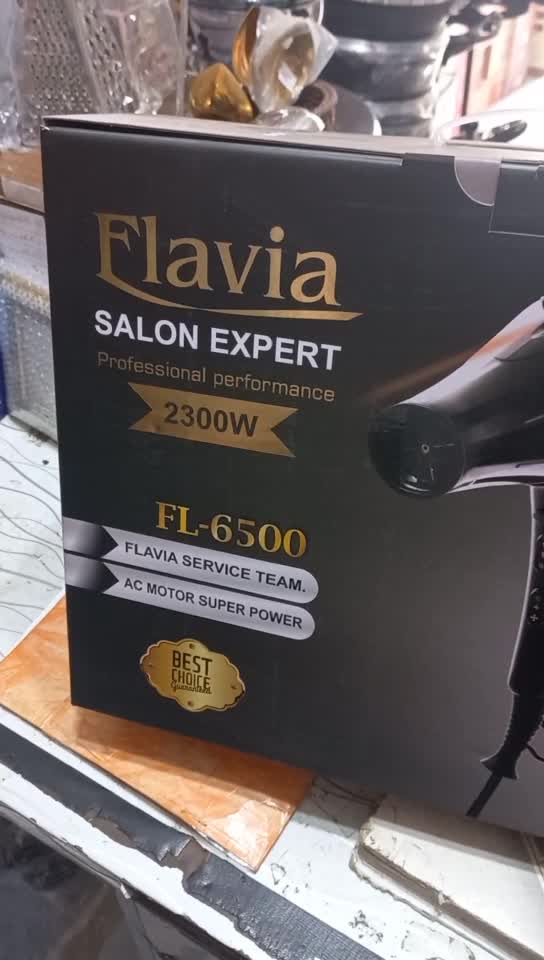 Flavia
SALON EXPERT
Professional performance
2300W
FL-6500
FLAVIA SERVICE TEAM.
AC MOTOR SUPER POWER
BEST
CHOICE
Guaranteed